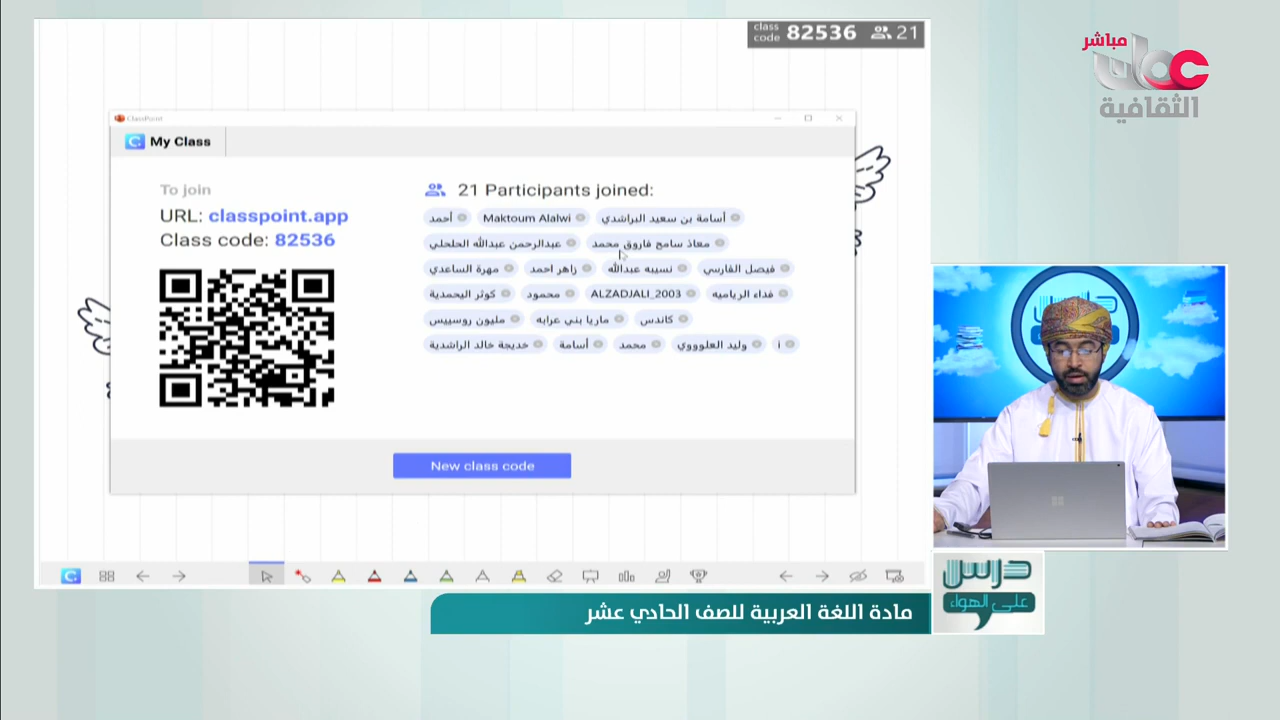 class code 82536 21
مباشر
عمان
الثقافية
ClassPoint
My Class
To join
URL: classpoint.app
Class code: 82536
21 Participants joined:
أحمد Maktoum Alalwi أسامة بن سعيد البراشدي
عبدالرحمن عبدالله الحلحلي معاذ سامح فاروق محمد
مهرة الساعدي زاهر احمد نسيبه عبدالله فيصل الفارسي
كوثر اليحمدية محمود ALZADJALI_2003 فداء الرياميه
مليون روسييس ماريا بني عرابه كاندس
خديجة خالد الراشدية أسامة محمد وليد العلوووي ا
New class code
درس
على الهواء
مادة اللغة العربية للصف الحادي عشر